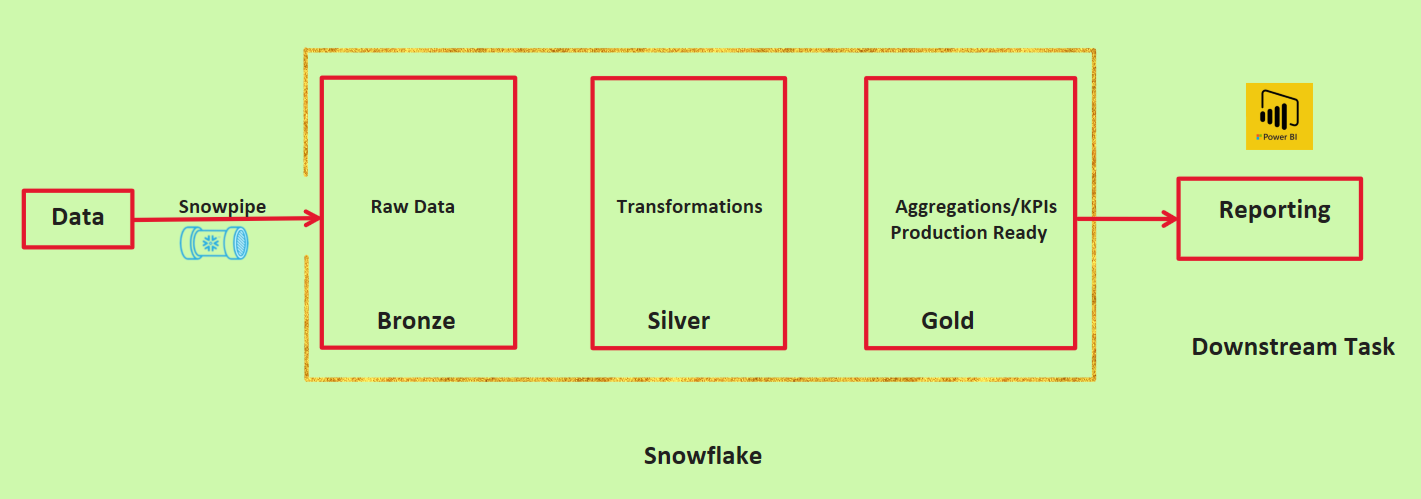 Data
Snowpipe
Raw Data
Bronze
Transformations
Silver
Aggregations/KPIs
Production Ready
Gold
Power BI
Reporting
Downstream Task
Snowflake